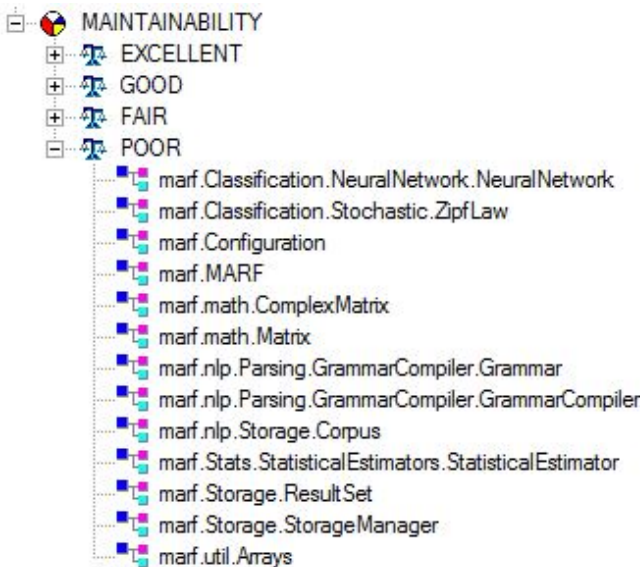 MAINTAINABILITY
EXCELLENT
GOOD
FAIR
POOR
marf.Classification.NeuralNetwork.NeuralNetwork
marf.Classification.Stochastic.ZipfLaw
marf.Configuration
marf.MARF
marf.math.ComplexMatrix
marf.math.Matrix
marf.nlp.Parsing.GrammarCompiler.Grammar
marf.nlp.Parsing.GrammarCompiler.GrammarCompiler
marf.nlp.Storage.Corpus
marf.Stats.StatisticalEstimators.StatisticalEstimator
marf.Storage.ResultSet
marf.Storage.StorageManager
marf.util.Arrays